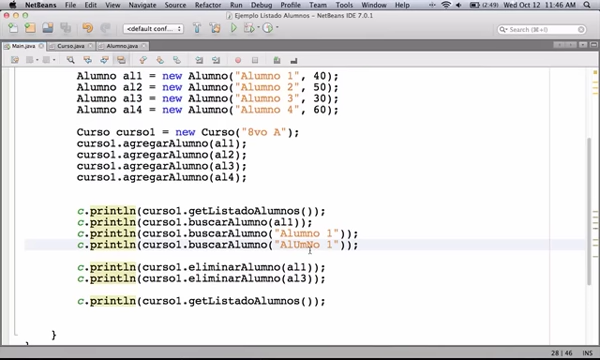 NetBeans File Edit View Navigate Source Refactor Run Debug Profile Team Tools Window Help (2:49) Wed Oct 12 11:46 AM
Ejemplo Listado Alumnos - NetBeans IDE 7.0.1
<default conf...
Search (⌘+I)
Main.java Curso.java Alumno.java
Alumno al1 = new Alumno("Alumno 1", 40);
Alumno al2 = new Alumno("Alumno 2", 50);
Alumno al3 = new Alumno("Alumno 3", 30);
Alumno al4 = new Alumno("Alumno 4", 60);
Curso curso1 = new Curso("8vo A");
curso1.agregarAlumno(al1);
curso1.agregarAlumno(al2);
curso1.agregarAlumno(al3);
curso1.agregarAlumno(al4);
c.println(curso1.getListadoAlumnos());
c.println(curso1.buscarAlumno(al1));
c.println(curso1.buscarAlumno("Alumno 1"));
c.println(curso1.buscarAlumno("AlUmNo 1"));
c.println(curso1.eliminarAlumno(al1));
c.println(curso1.eliminarAlumno(al3));
c.println(curso1.getListadoAlumnos());
}
28 | 46 INS